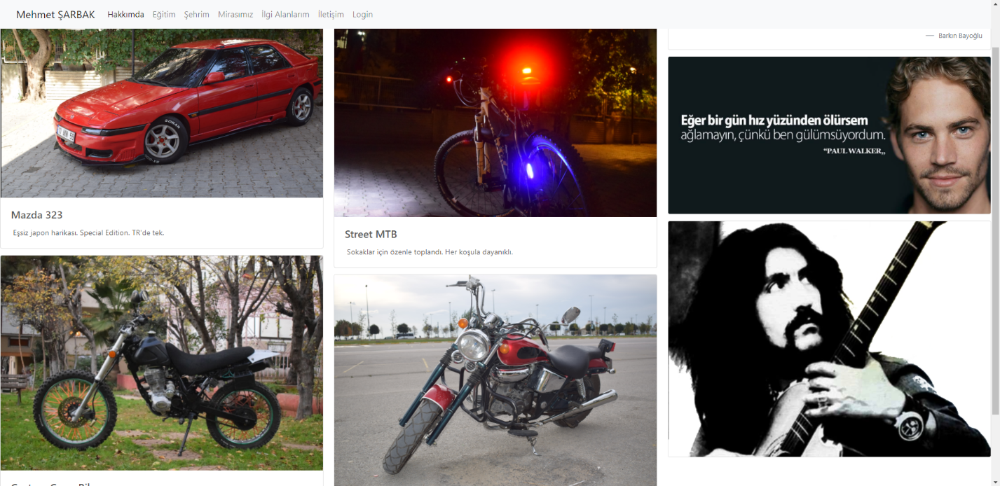 Mehmet ŞARBAK Hakkımda Eğitim Şehrim Mirasımız İlgi Alanlarım İletişim Login
Mazda 323
Eşsiz japon harikası. Special Edition. TR'de tek.
Street MTB
Sokaklar için özenle toplandı. Her koşula dayanıklı.
— Barkın Bayoğlu
Eğer bir gün hız yüzünden ölürsem
ağlamayın, çünkü ben gülümsüyordum.
“PAUL WALKER„